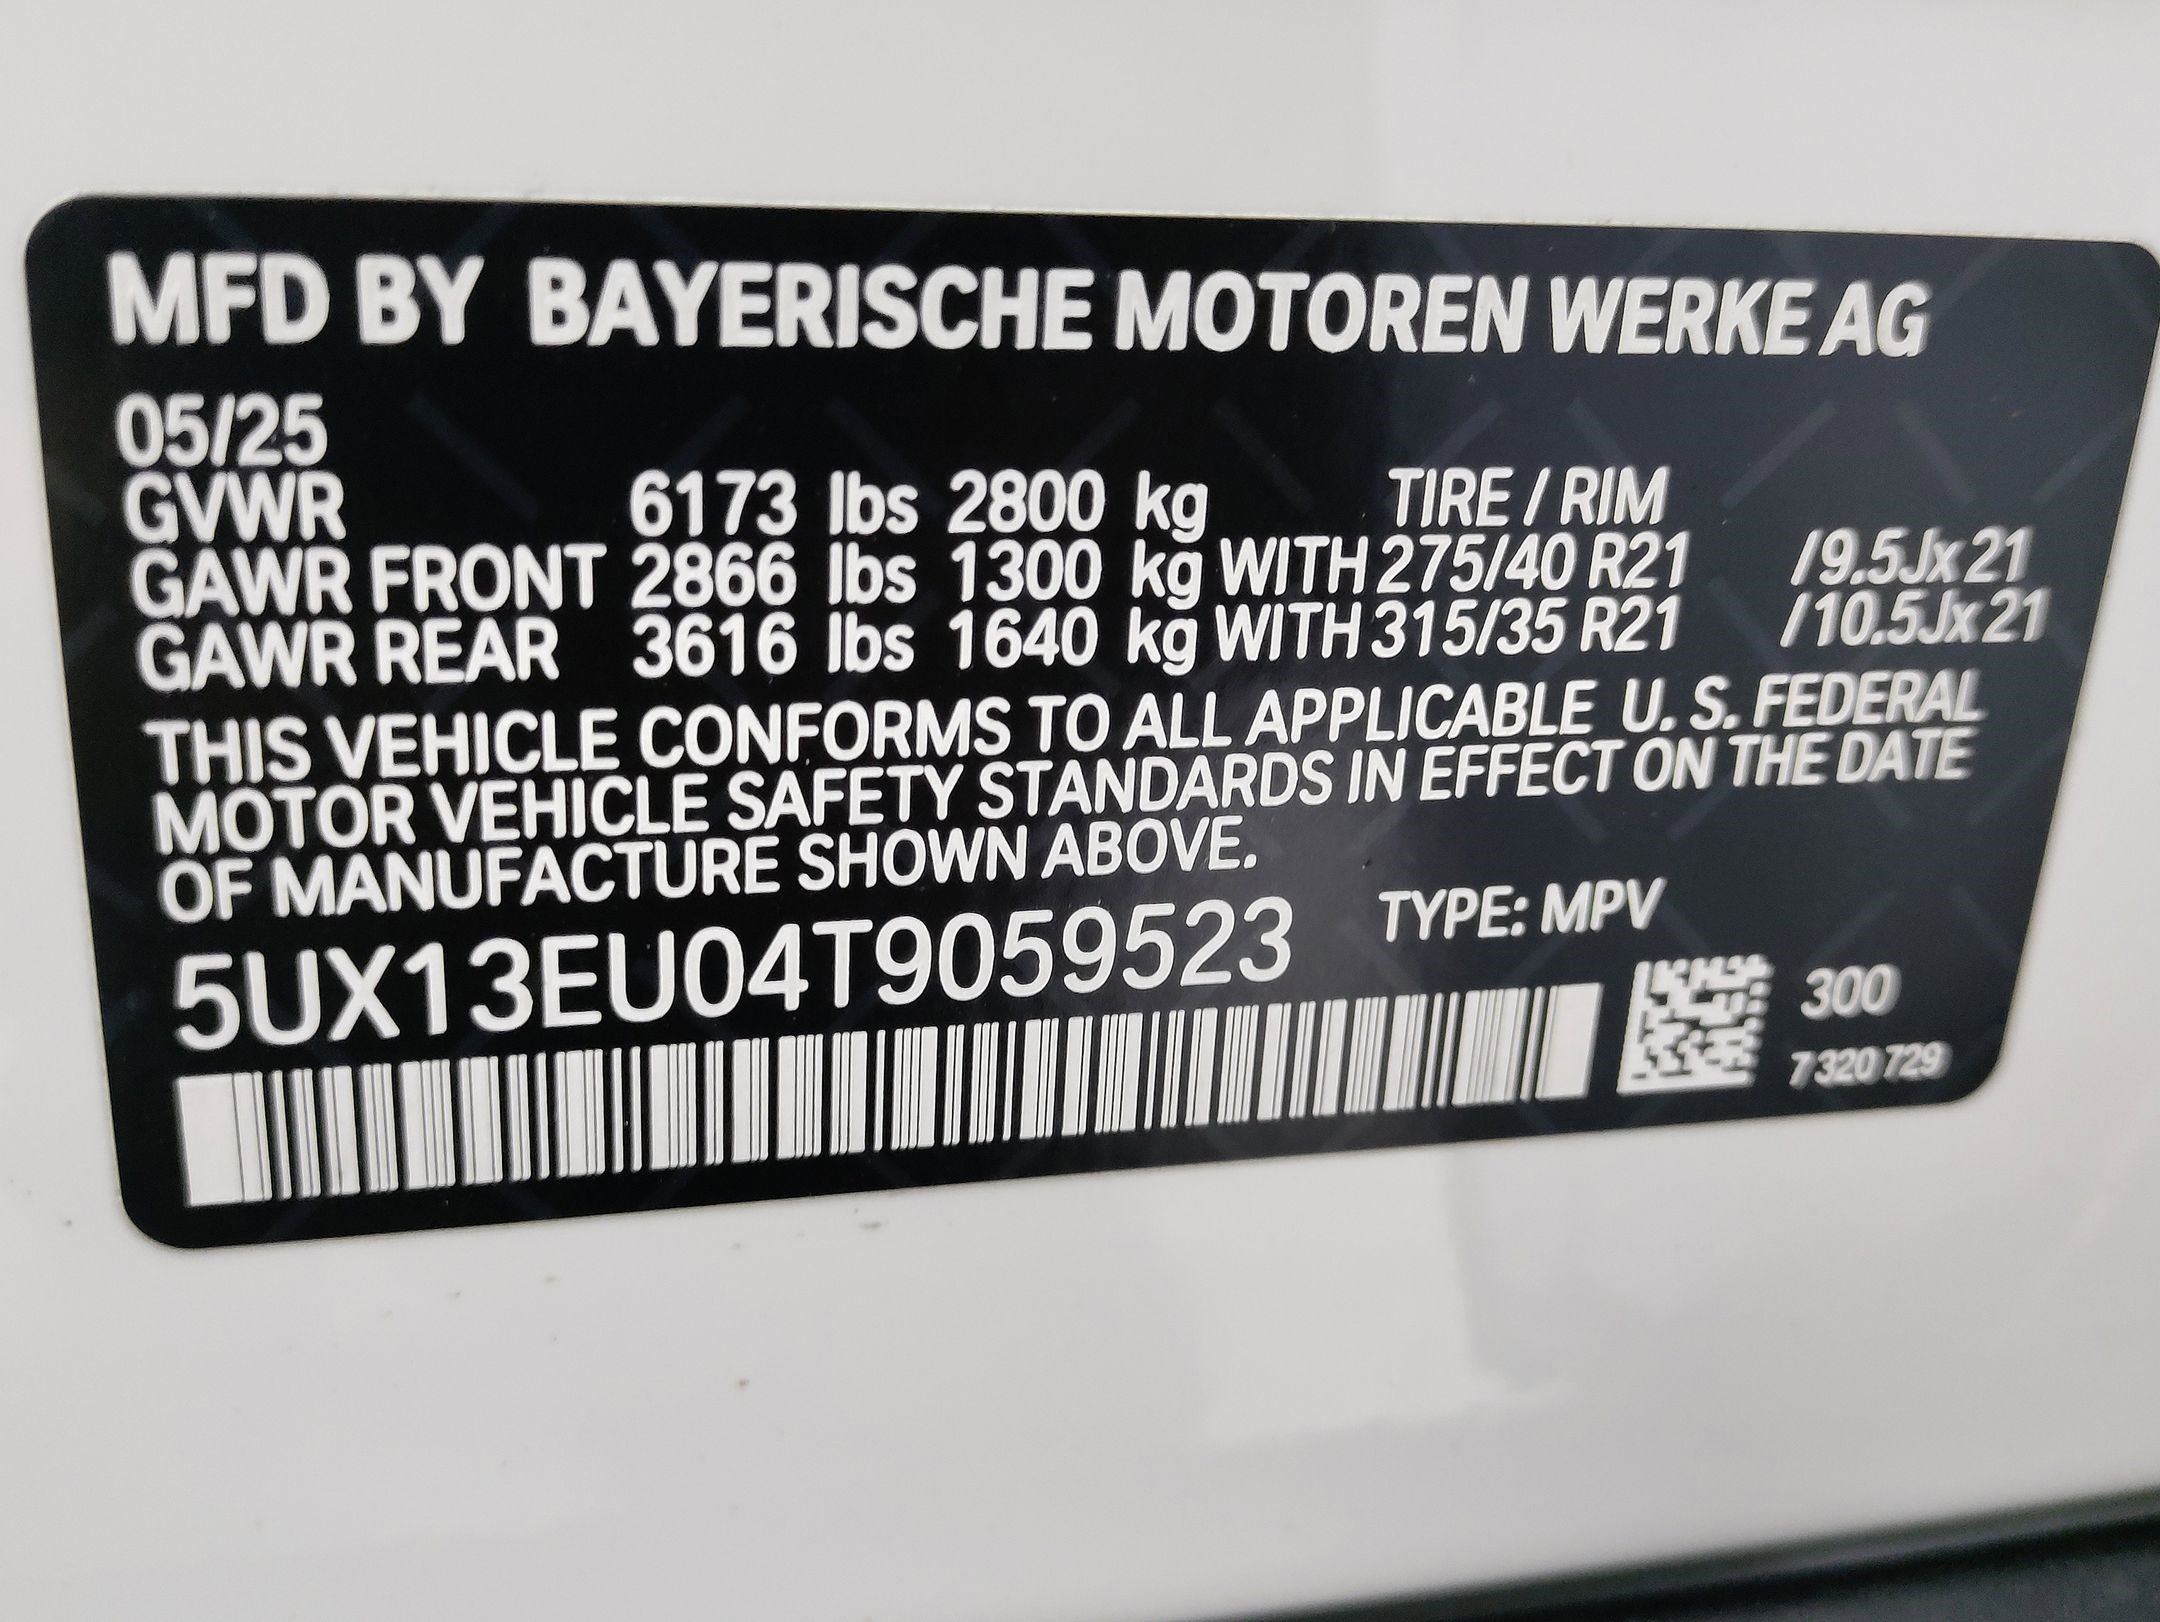 MFD BY BAYERISCHE MOTOREN WERKE AG
05/25
GVWR 6173 lbs 2800 kg TIRE / RIM
GAWR FRONT 2866 lbs 1300 kg WITH 275/40 R21 /9.5Jx21
GAWR REAR 3616 lbs 1640 kg WITH 315/35 R21 /10.5Jx21
THIS VEHICLE CONFORMS TO ALL APPLICABLE U. S. FEDERAL
MOTOR VEHICLE SAFETY STANDARDS IN EFFECT ON THE DATE
OF MANUFACTURE SHOWN ABOVE.
5UX13EU04T9059523 TYPE: MPV
300
7 320 729